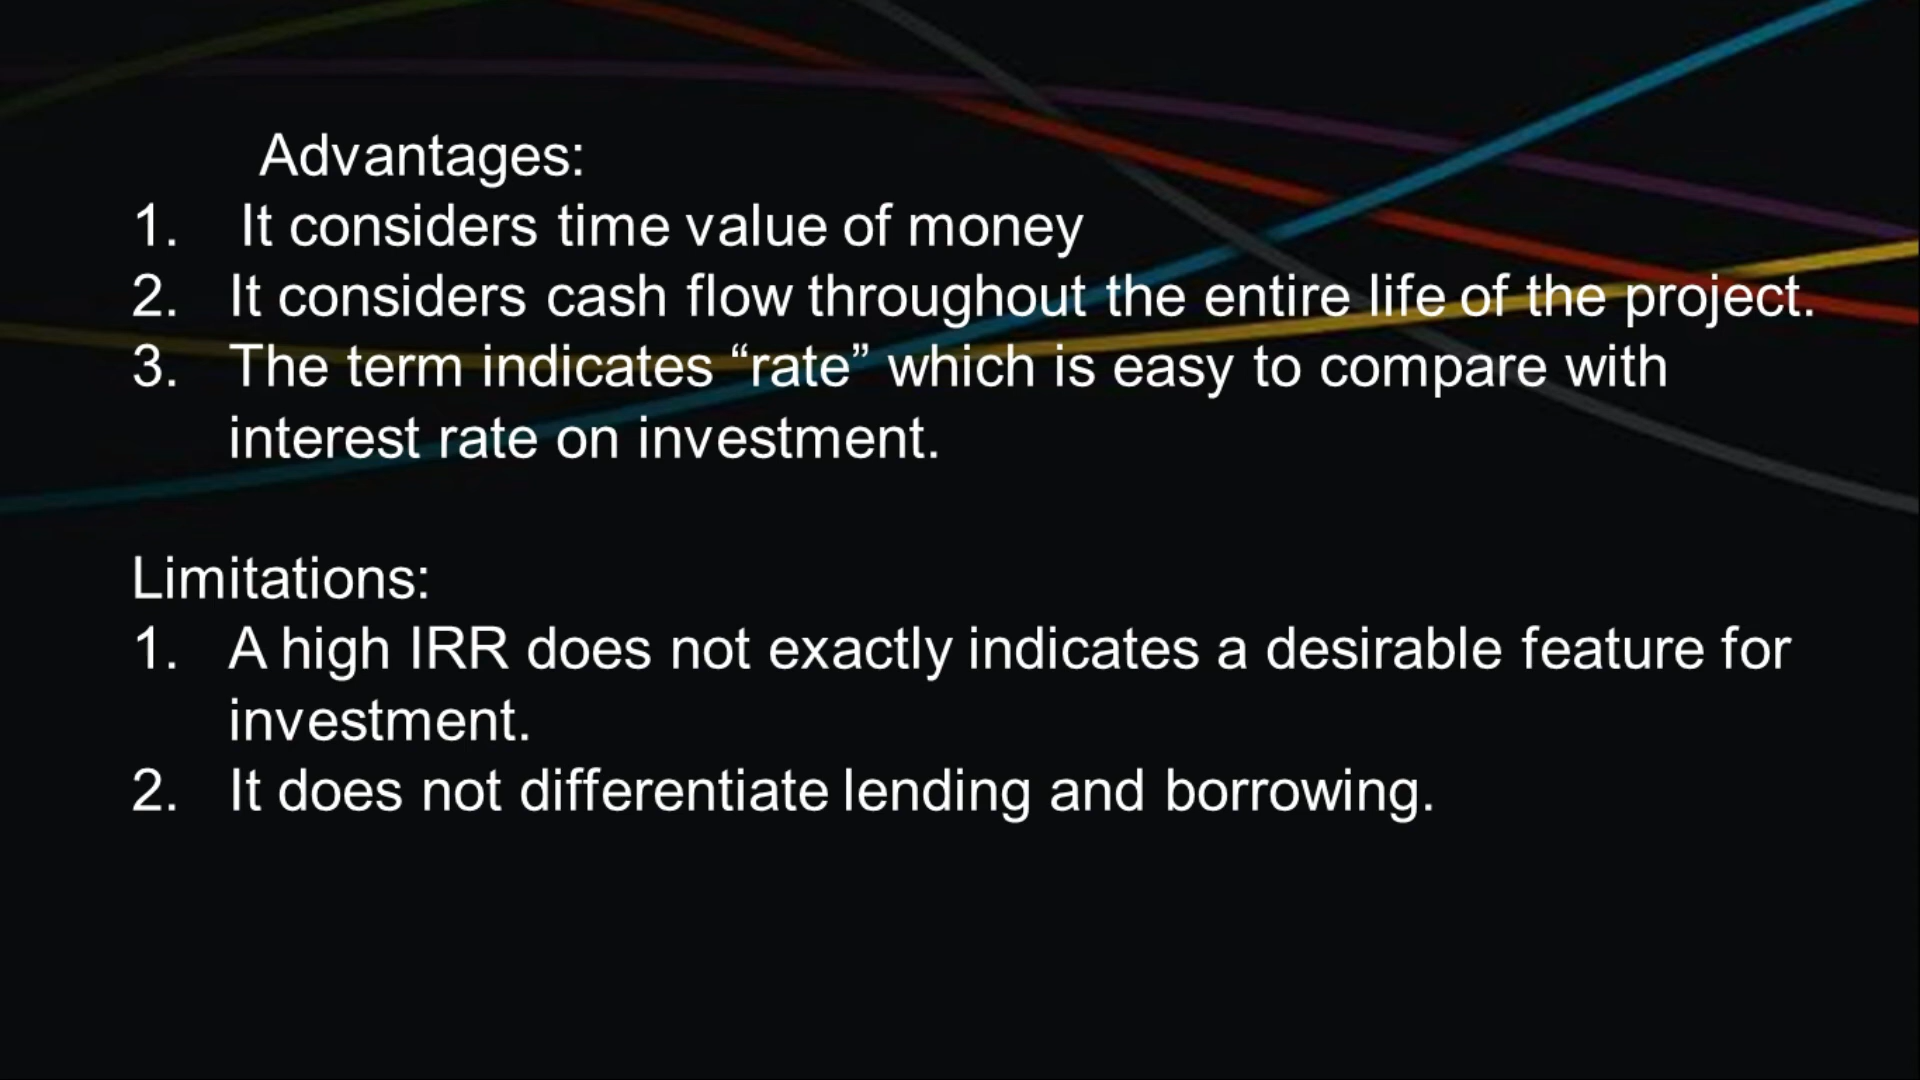 Advantages:
1. It considers time value of money
2. It considers cash flow throughout the entire life of the project.
3. The term indicates “rate” which is easy to compare with
interest rate on investment.
Limitations:
1. A high IRR does not exactly indicates a desirable feature for
investment.
2. It does not differentiate lending and borrowing.